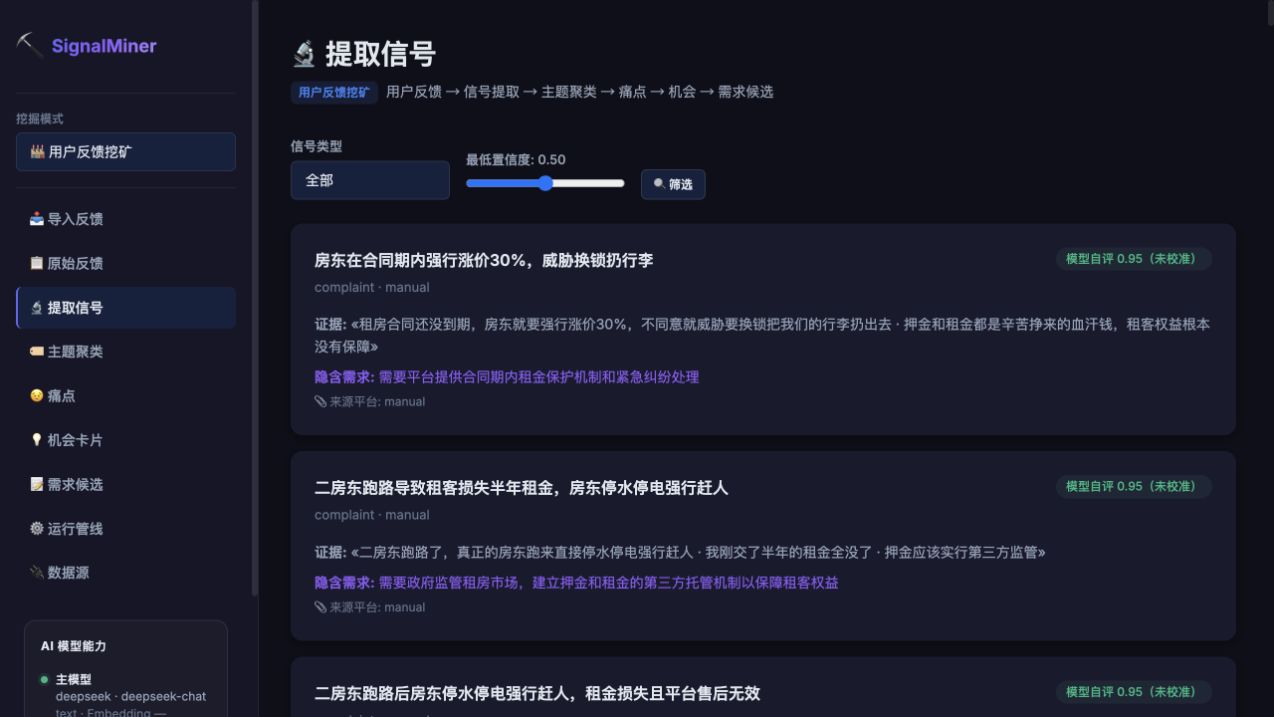 SignalMiner
挖掘模式
用户反馈挖矿
导入反馈
原始反馈
提取信号
主题聚类
痛点
机会卡片
需求候选
运行管线
数据源
AI 模型能力
主模型
deepseek · deepseek-chat
text · Embedding —
提取信号
用户反馈挖矿 用户反馈 → 信号提取 → 主题聚类 → 痛点 → 机会 → 需求候选
信号类型
全部
最低置信度: 0.50
筛选
房东在合同期内强行涨价30%，威胁换锁扔行李
模型自评 0.95（未校准）
complaint · manual
证据: «租房合同还没到期，房东就要强行涨价30%，不同意就威胁要换锁把我们的行李扔出去 · 押金和租金都是辛苦挣来的血汗钱，租客权益根本
没有保障»
隐含需求: 需要平台提供合同期内租金保护机制和紧急纠纷处理
来源平台: manual
二房东跑路导致租客损失半年租金，房东停水停电强行赶人
模型自评 0.95（未校准）
complaint · manual
证据: «二房东跑路了，真正的房东跑来直接停水停电强行赶人 · 我刚交了半年的租金全没了 · 押金应该实行第三方监管»
隐含需求: 需要政府监管租房市场，建立押金和租金的第三方托管机制以保障租客权益
来源平台: manual
二房东跑路后房东停水停电强行赶人，租金损失且平台售后无效
模型自评 0.95（未校准）